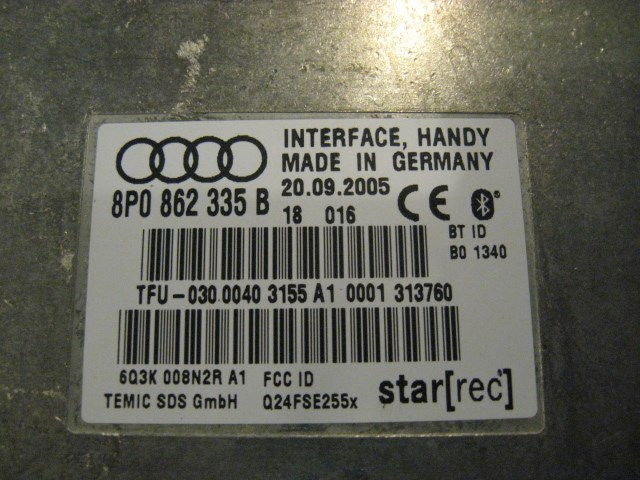 INTERFACE, HANDY
MADE IN GERMANY
8P0 862 335 B
20.09.2005
18 016
CE
BT ID
B0 1340
TFU-030 0040 3155 A1 0001 313760
6Q3K 008N2R A1
FCC ID
TEMIC SDS GmbH
Q24FSE255x
star[rec]